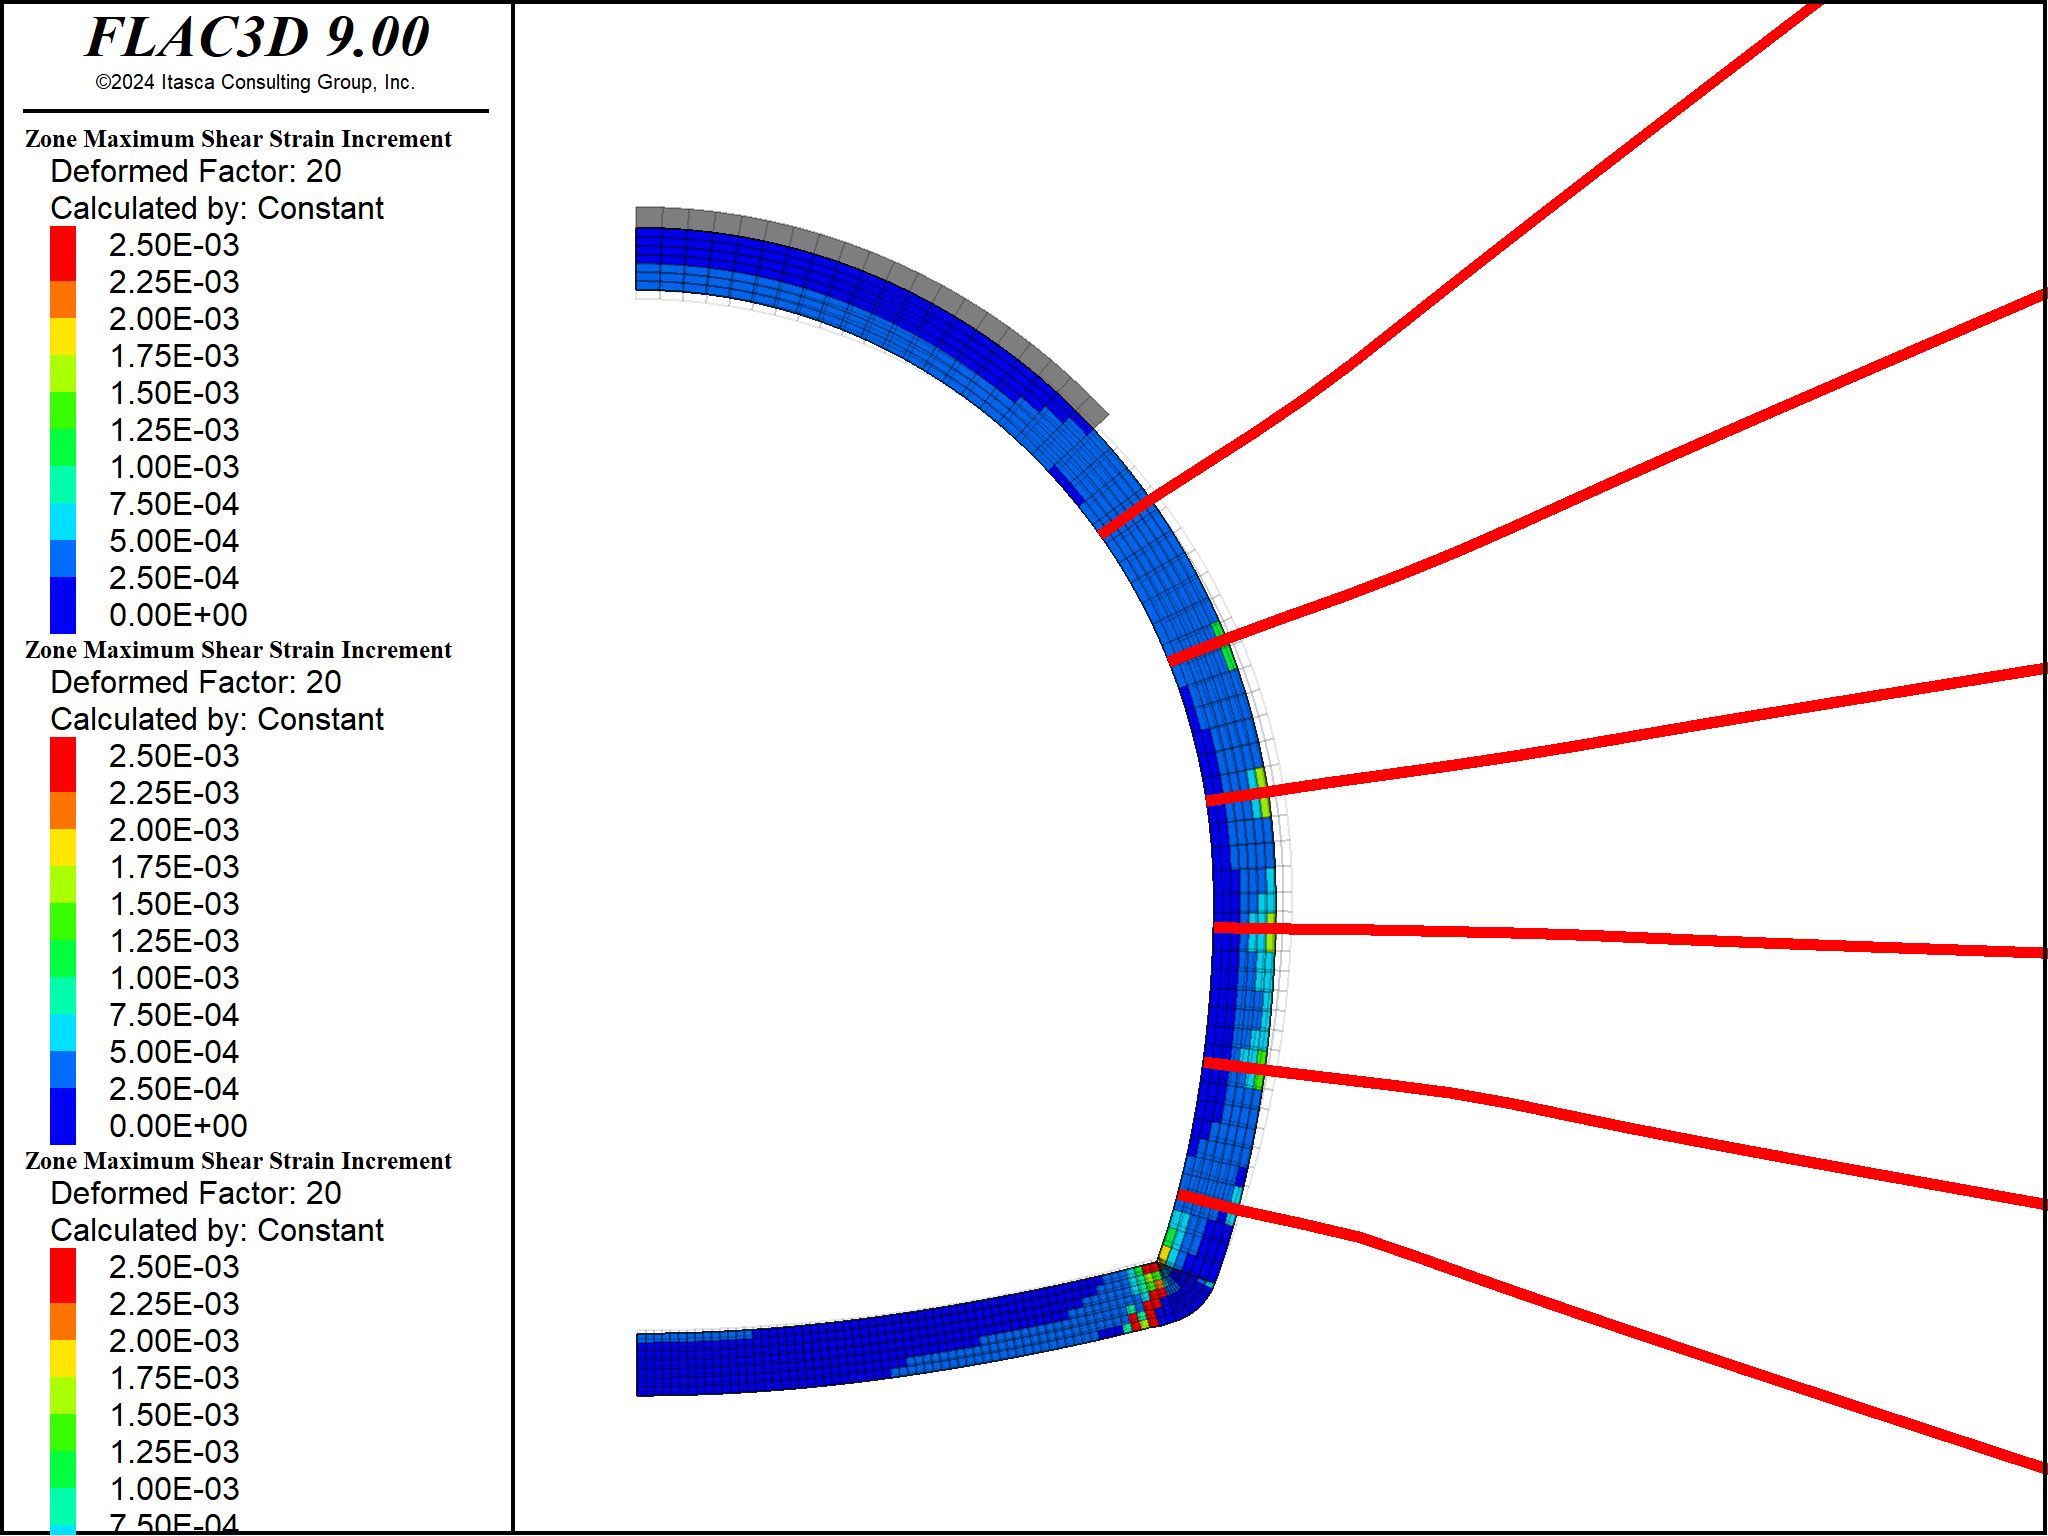 FLAC3D 9.00
©2024 Itasca Consulting Group, Inc.
Zone Maximum Shear Strain Increment
Deformed Factor: 20
Calculated by: Constant
2.50E-03
2.25E-03
2.00E-03
1.75E-03
1.50E-03
1.25E-03
1.00E-03
7.50E-04
5.00E-04
2.50E-04
0.00E+00
Zone Maximum Shear Strain Increment
Deformed Factor: 20
Calculated by: Constant
2.50E-03
2.25E-03
2.00E-03
1.75E-03
1.50E-03
1.25E-03
1.00E-03
7.50E-04
5.00E-04
2.50E-04
0.00E+00
Zone Maximum Shear Strain Increment
Deformed Factor: 20
Calculated by: Constant
2.50E-03
2.25E-03
2.00E-03
1.75E-03
1.50E-03
1.25E-03
1.00E-03
7.50E-04